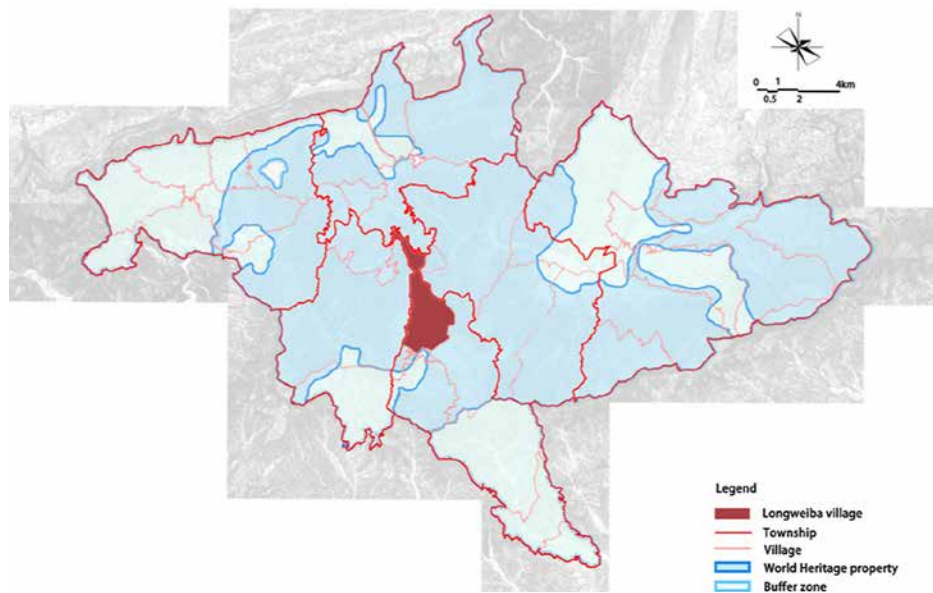 N
0 1 4km
0.5 2
Legend
Longweiba village
Township
Village
World Heritage property
Buffer zone